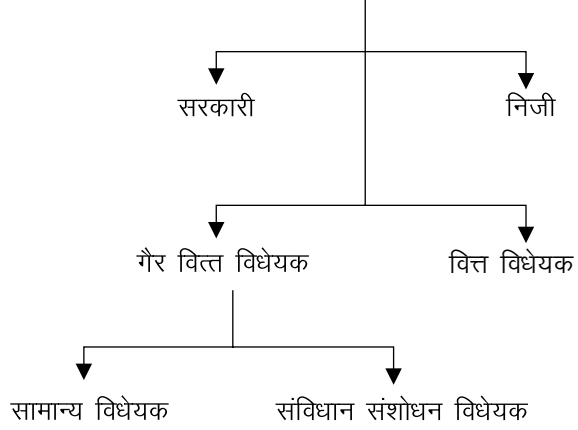 सरकारी
निजी
गैर वित्त विधेयक
वित्त विधेयक
सामान्य विधेयक
संविधान संशोधन विधेयक